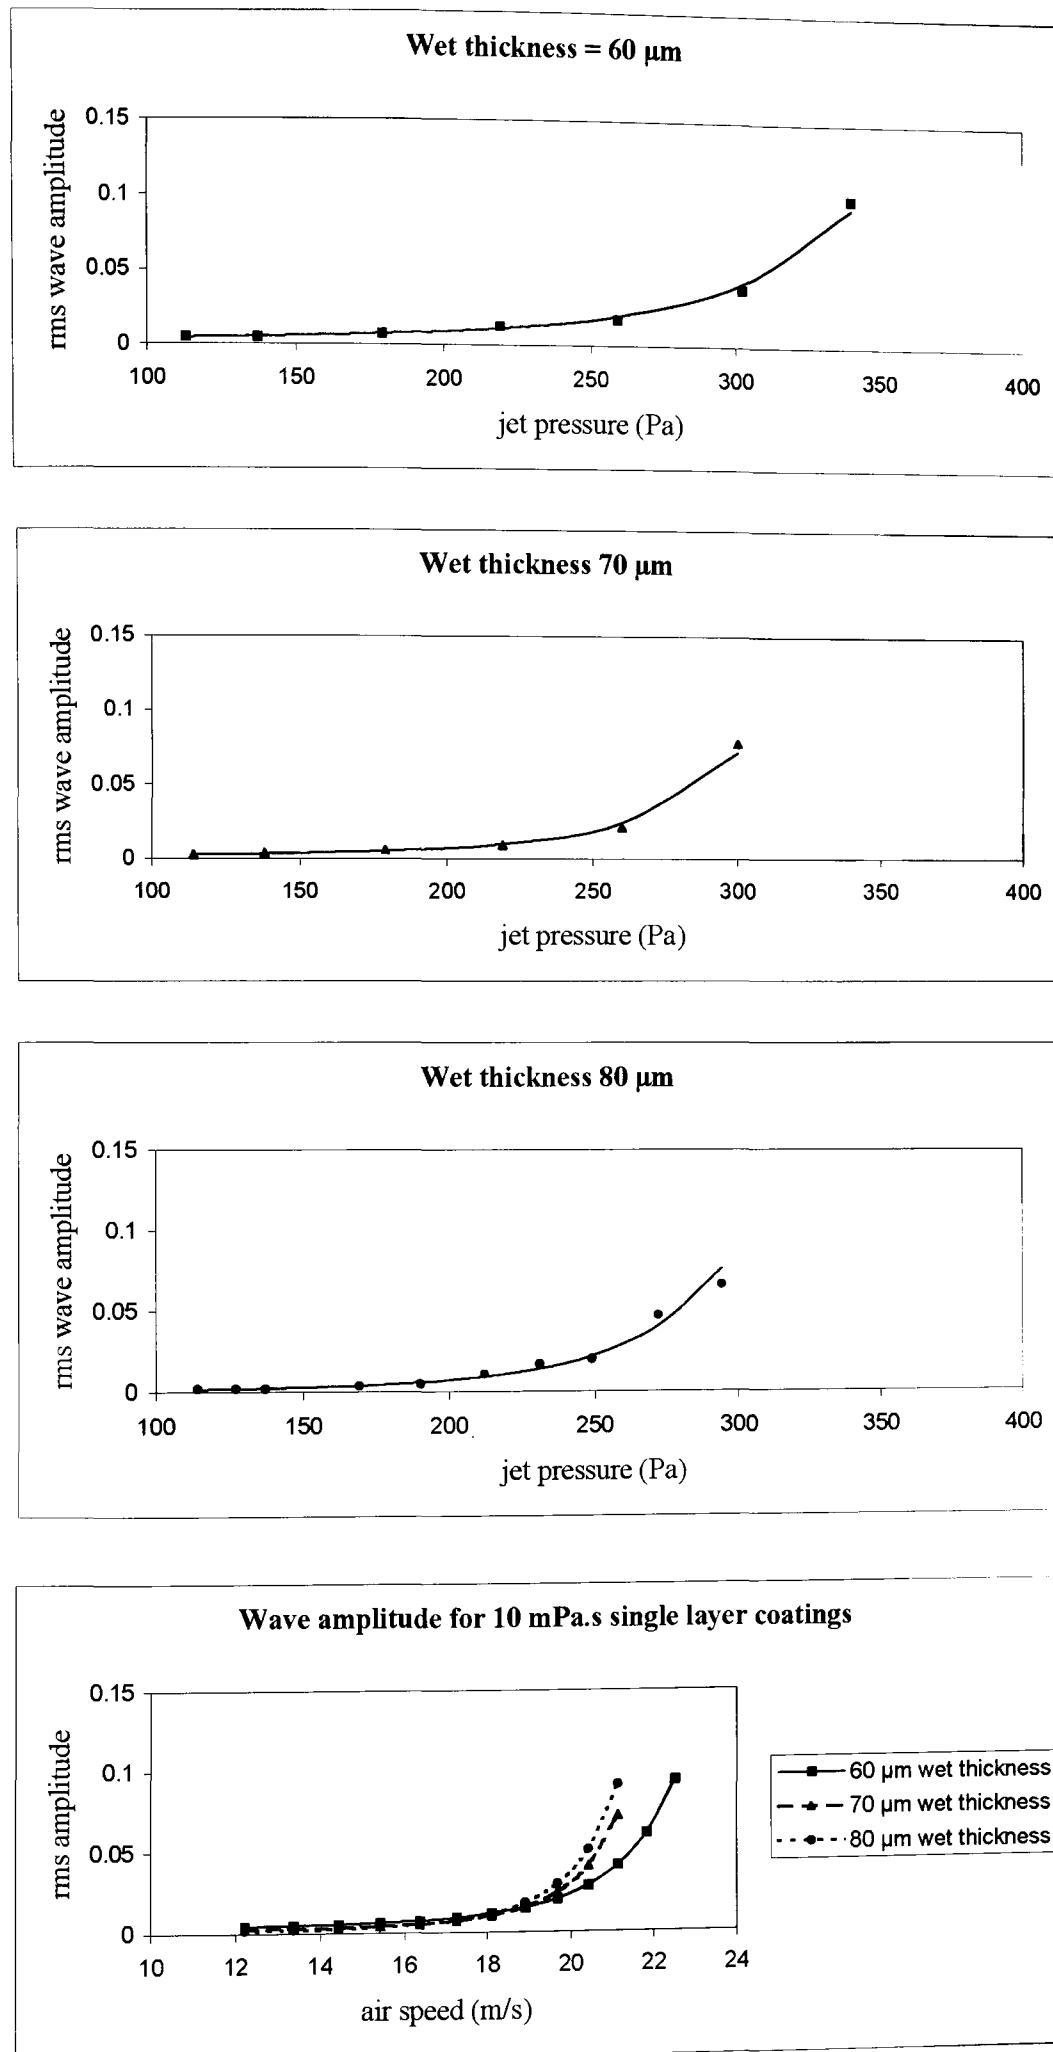 Wet thickness = 60 µm
rms wave amplitude
0.15
0.1
0.05
0
100 150 200 250 300 350 400
jet pressure (Pa)
Wet thickness 70 µm
rms wave amplitude
0.15
0.1
0.05
0
100 150 200 250 300 350 400
jet pressure (Pa)
Wet thickness 80 µm
rms wave amplitude
0.15
0.1
0.05
0
100 150 200 250 300 350 400
jet pressure (Pa)
Wave amplitude for 10 mPa.s single layer coatings
rms amplitude
0.15
0.1
0.05
0
10 12 14 16 18 20 22 24
air speed (m/s)
60 µm wet thickness
70 µm wet thickness
80 µm wet thickness